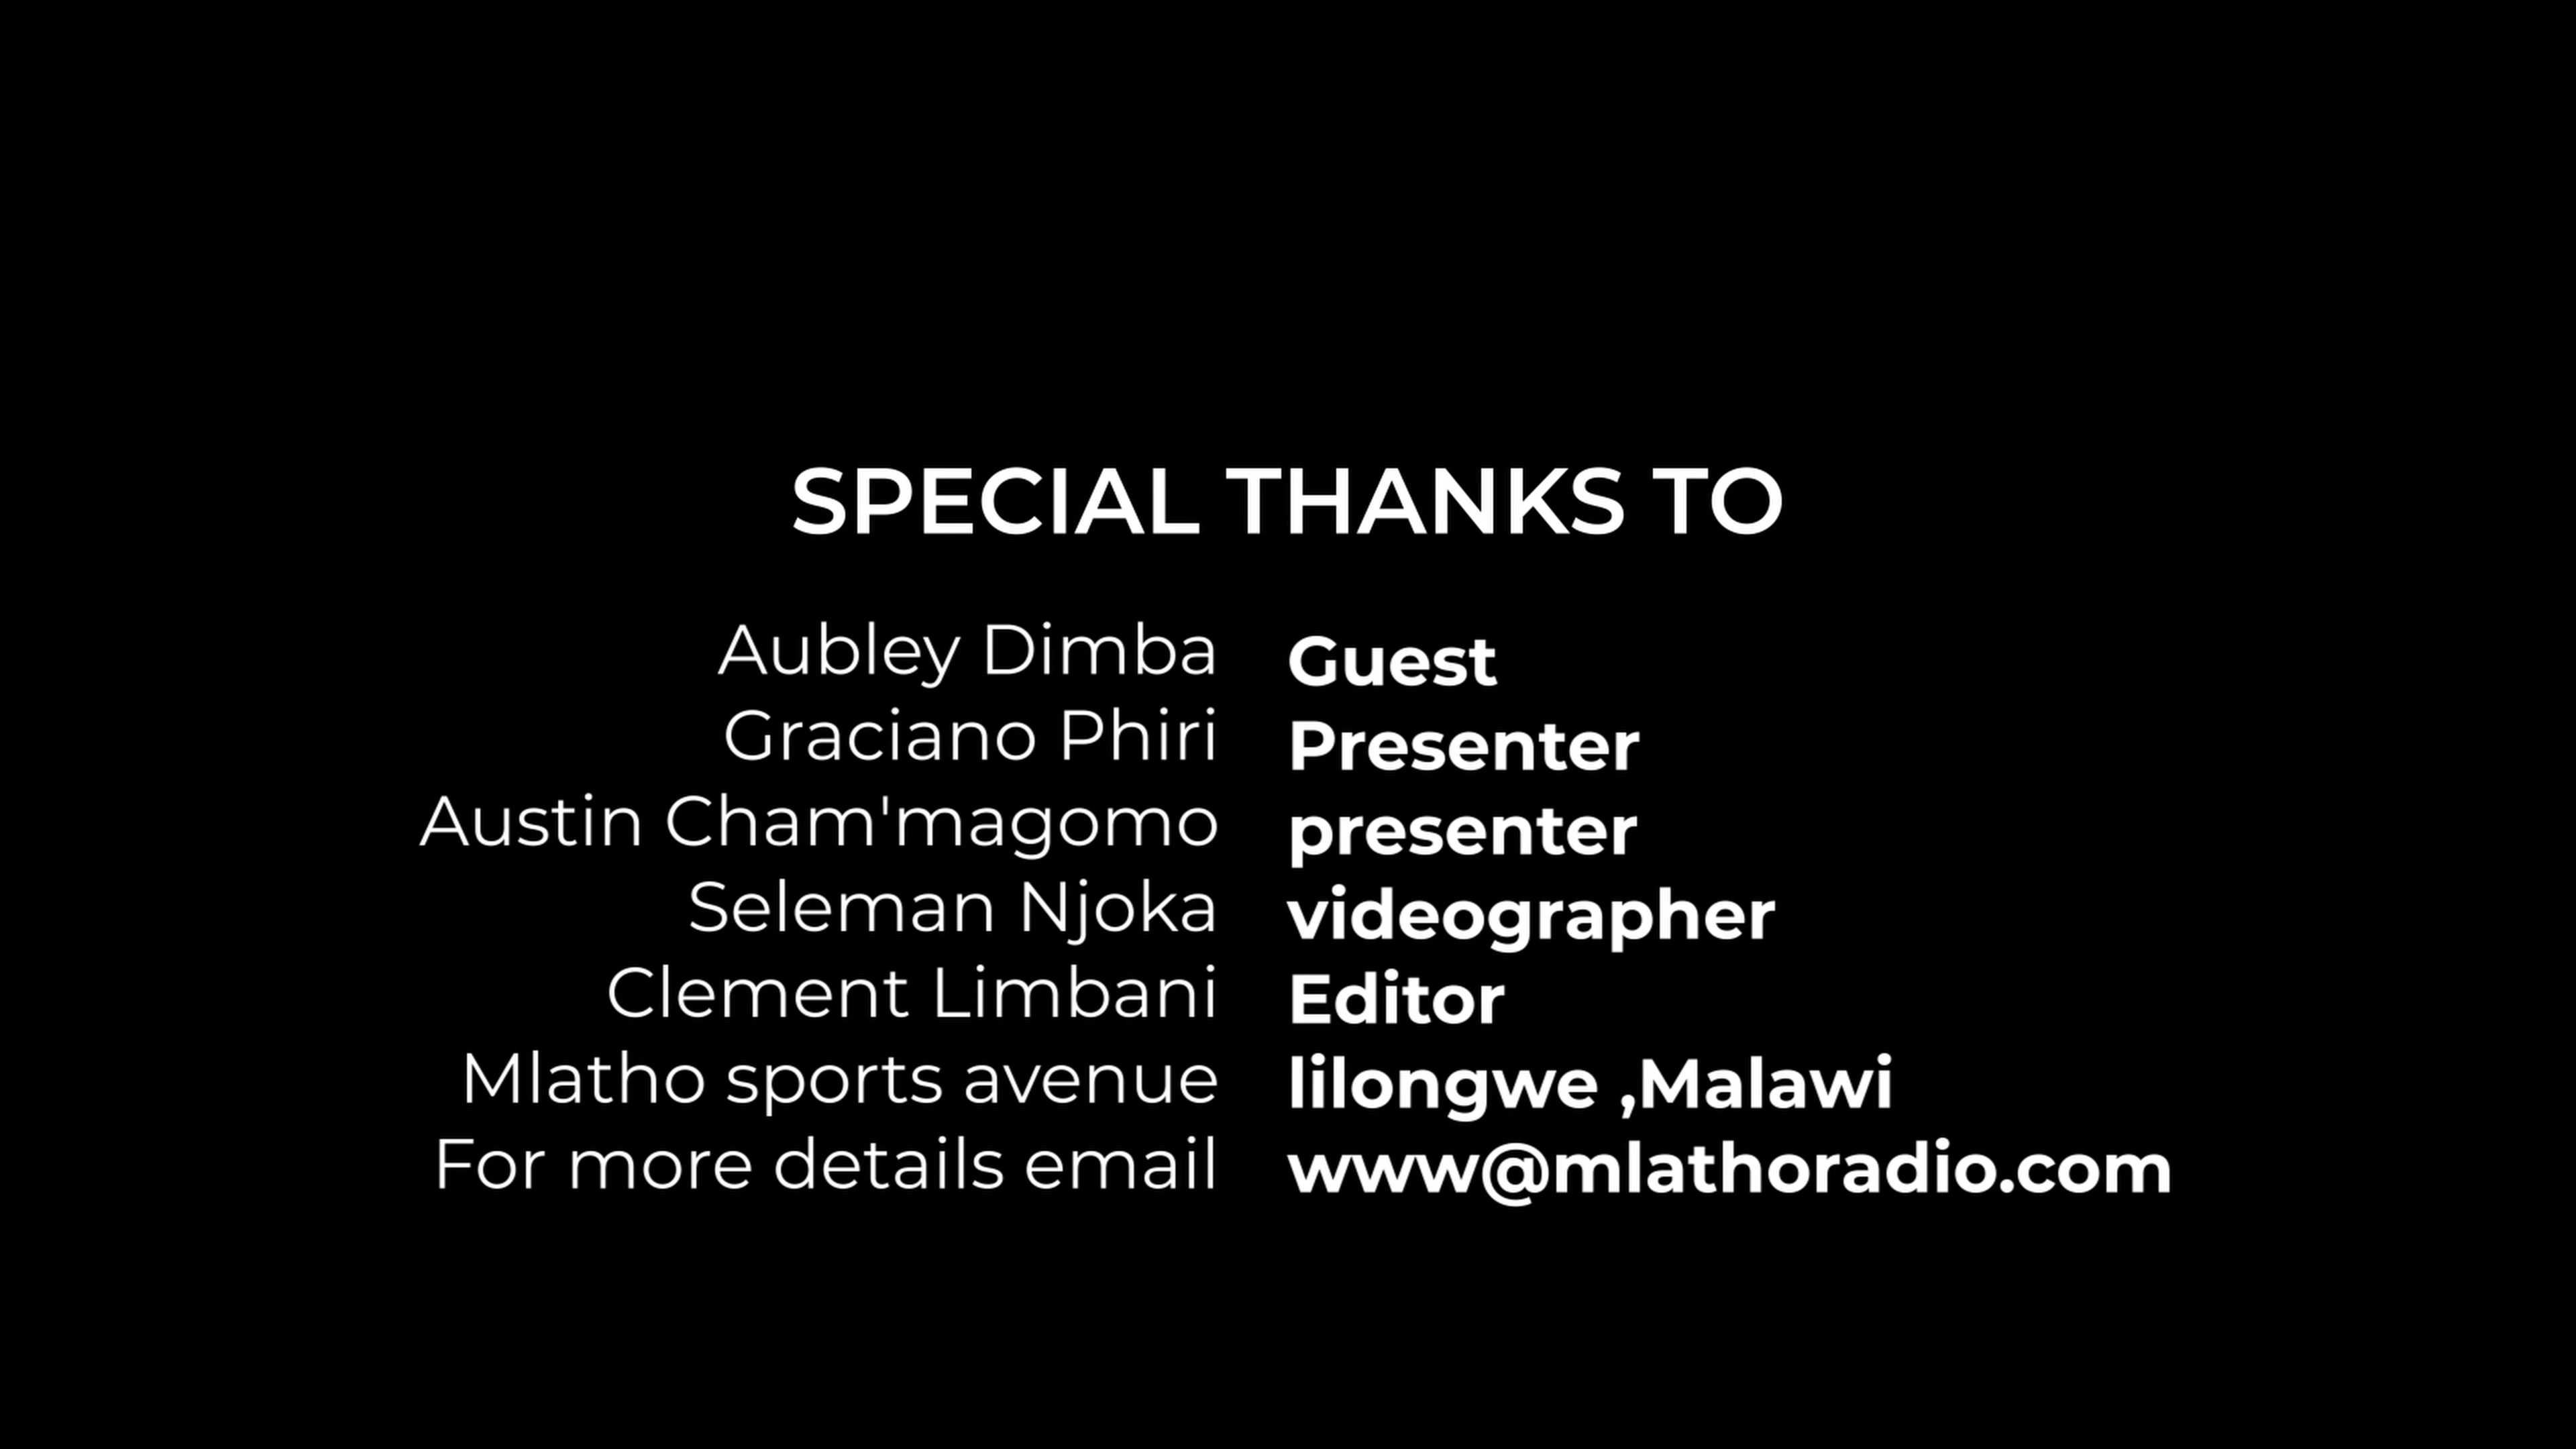 SPECIAL THANKS TO
Aubley Dimba Guest
Graciano Phiri Presenter
Austin Cham'magomo presenter
Seleman Njoka videographer
Clement Limbani Editor
Mlatho sports avenue lilongwe ,Malawi
For more details email www@mlathoradio.com